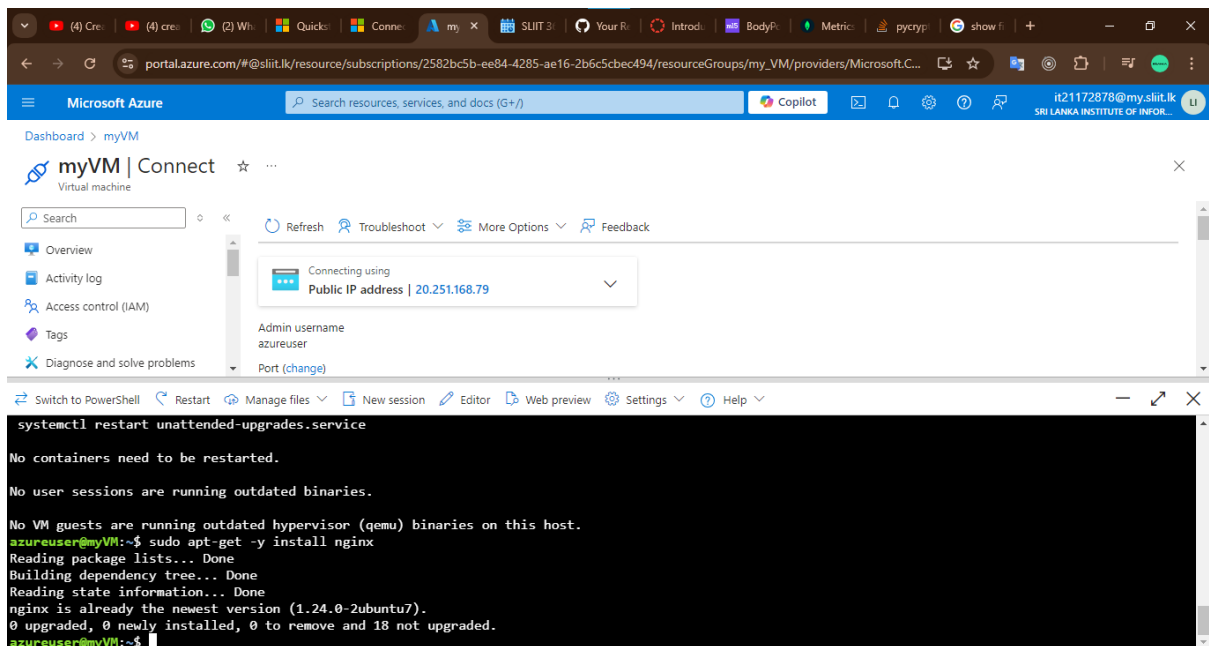 (4) Crea
(4) crea
(2) Wh
Quicks
Connec
my
SLIIT 3
Your Re
Introdu
BodyPa
Metrics
pycryp
show fi
portal.azure.com/#@sliit.lk/resource/subscriptions/2582bc5b-ee84-4285-ae16-2b6c5cbec494/resourceGroups/my_VM/providers/Microsoft.C...
Microsoft Azure
Search resources, services, and docs (G+/)
Copilot
it21172878@my.sliit.lk
SRI LANKA INSTITUTE OF INFOR...
LI
Dashboard > myVM
myVM | Connect
Virtual machine
Search
Refresh Troubleshoot More Options Feedback
Overview
Activity log
Access control (IAM)
Tags
Diagnose and solve problems
Connecting using
Public IP address | 20.251.168.79
Admin username
azureuser
Port (change)
Switch to PowerShell Restart Manage files New session Editor Web preview Settings Help
systemctl restart unattended-upgrades.service
No containers need to be restarted.
No user sessions are running outdated binaries.
No VM guests are running outdated hypervisor (qemu) binaries on this host.
azureuser@myVM:~$ sudo apt-get -y install nginx
Reading package lists... Done
Building dependency tree... Done
Reading state information... Done
nginx is already the newest version (1.24.0-2ubuntu7).
0 upgraded, 0 newly installed, 0 to remove and 18 not upgraded.
azureuser@myVM:~$